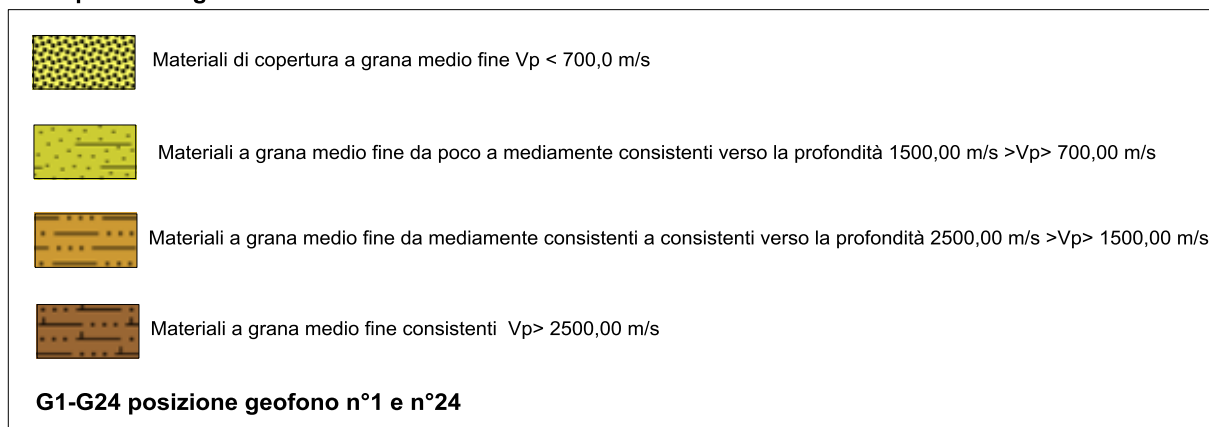 Materiali di copertura a grana medio fine Vp < 700,0 m/s
Materiali a grana medio fine da poco a mediamente consistenti verso la profondità 1500,00 m/s >Vp> 700,00 m/s
Materiali a grana medio fine da mediamente consistenti a consistenti verso la profondità 2500,00 m/s >Vp> 1500,00 m/s
Materiali a grana medio fine consistenti Vp> 2500,00 m/s
G1-G24 posizione geofono n°1 e n°24